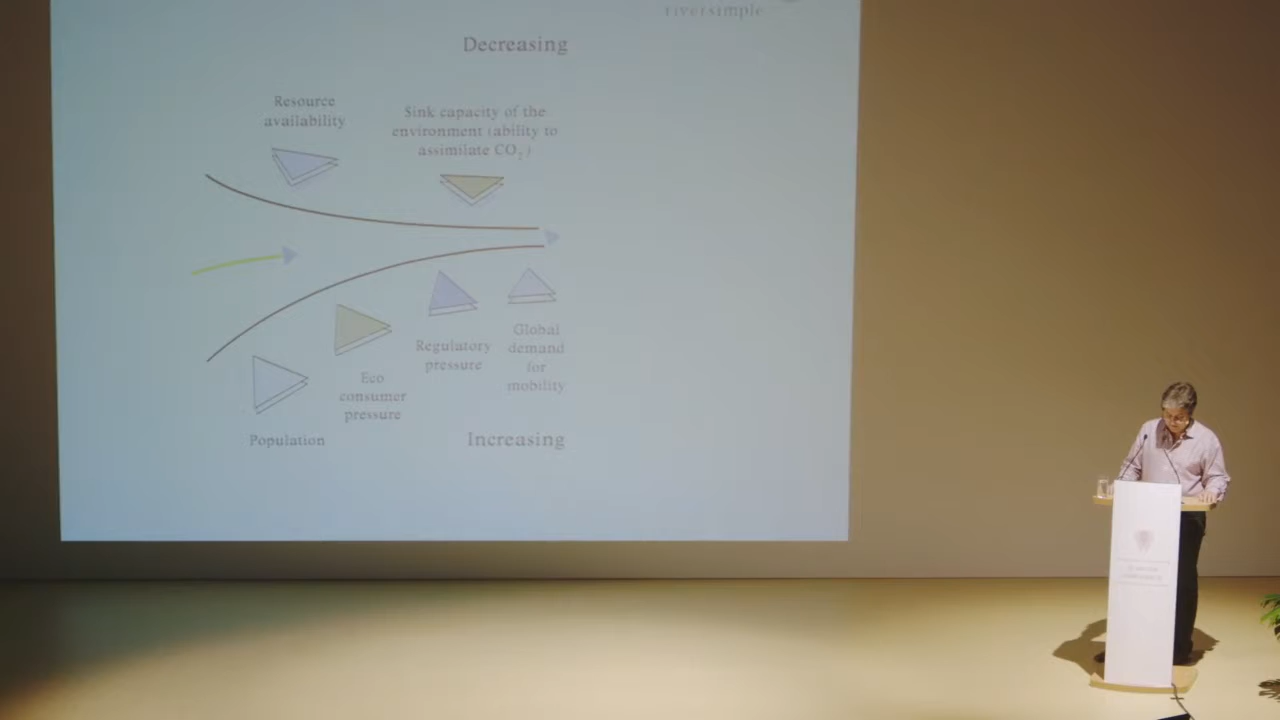 riversimple
Decreasing
Resource
availability
Sink capacity of the
environment (ability to
assimilate CO₂)
Regulatory
pressure
Global
demand
for
mobility
Eco
consumer
pressure
Population
Increasing